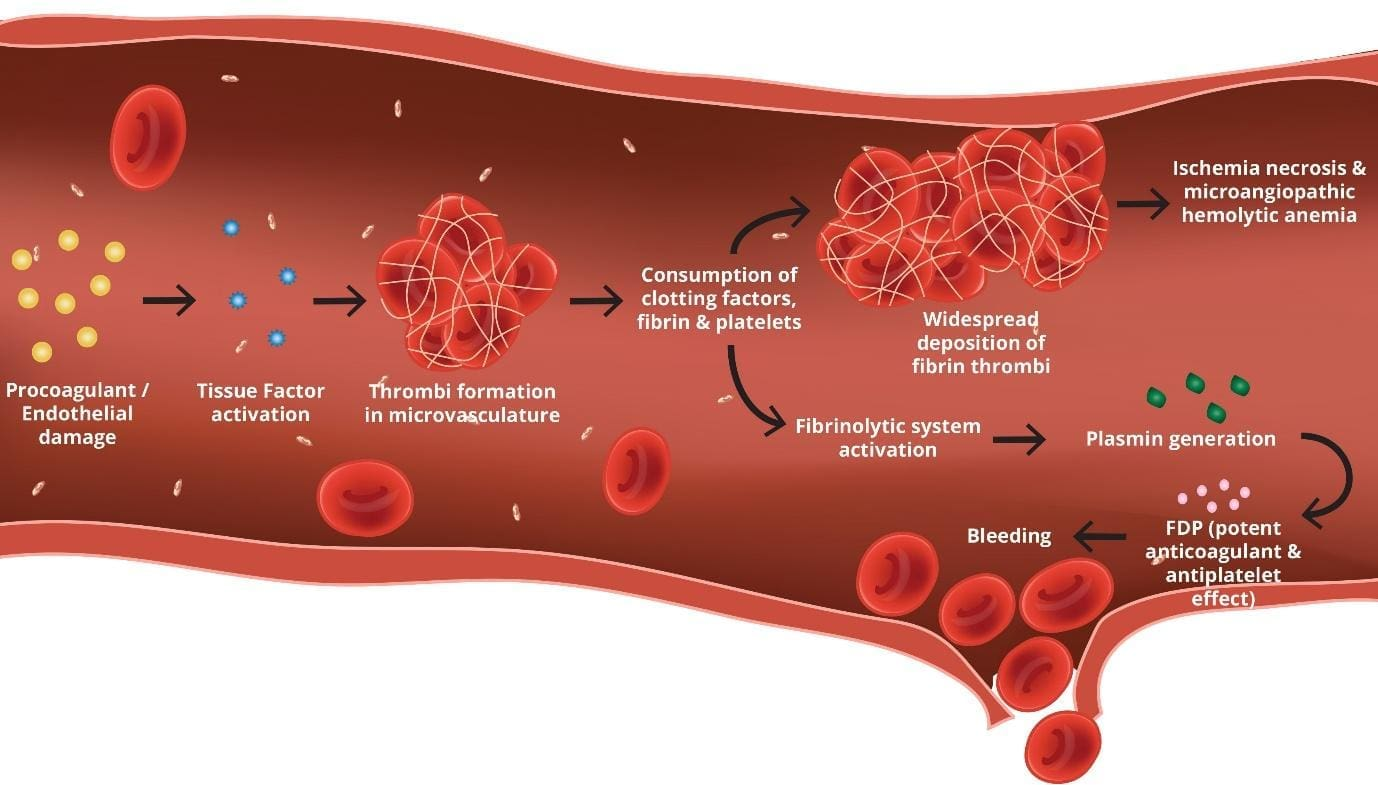 Procoagulant /
Endothelial
damage
Tissue Factor
activation
Thrombi formation
in microvasculature
Consumption of
clotting factors,
fibrin & platelets
Widespread
deposition of
fibrin thrombi
Ischemia necrosis &
microangiopathic
hemolytic anemia
Fibrinolytic system
activation
Plasmin generation
FDP (potent
anticoagulant &
antiplatelet
effect)
Bleeding